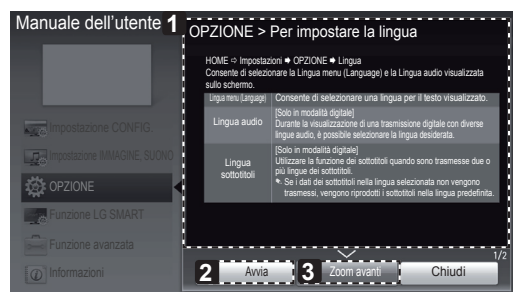 Manuale dell'utente
1
OPZIONE > Per impostare la lingua
HOME ⇨ Impostazioni ➡ OPZIONE ➡ Lingua
Consente di selezionare la Lingua menu (Language) e la Lingua audio visualizzata
sullo schermo.
Lingua menu (Language) Consente di selezionare una lingua per il testo visualizzato.
Lingua audio
[Solo in modalità digitale]
Durante la visualizzazione di una trasmissione digitale con diverse
lingue audio, è possibile selezionare la lingua desiderata.
Lingua
sottotitoli
[Solo in modalità digitale]
Utilizzare la funzione dei sottotitoli quando sono trasmesse due o
più lingue dei sottotitoli.
Se i dati dei sottotitoli nella lingua selezionata non vengono
trasmessi, vengono riprodotti i sottotitoli nella lingua predefinita.
Impostazione CONFIG.
Impostazione IMMAGINE, SUONO
OPZIONE
Funzione LG SMART
Funzione avanzata
Informazioni
1/2
2 Avvia
3 Zoom avanti
Chiudi